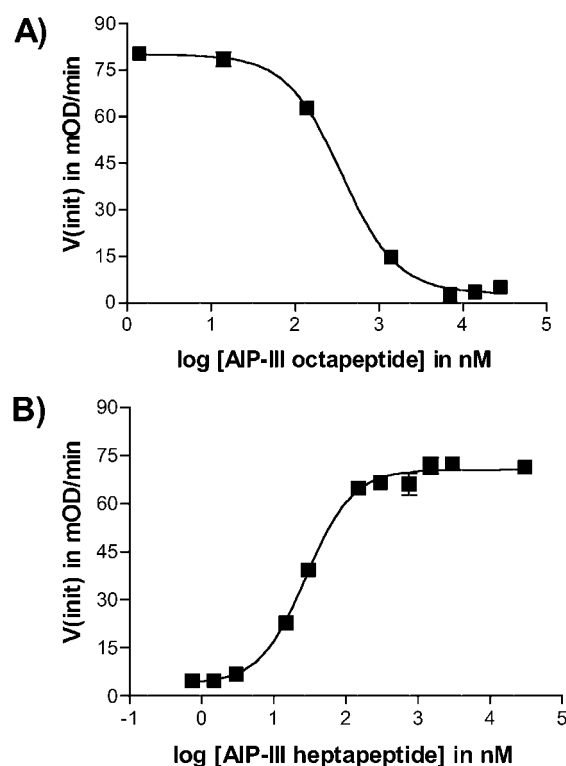 A)
90
75
60
45
30
15
0
V(init) in mOD/min
0 1 2 3 4 5
log [AIP-III octapeptide] in nM
B)
90
75
60
45
30
15
0
V(init) in mOD/min
-1 0 1 2 3 4 5
log [AIP-III heptapeptide] in nM